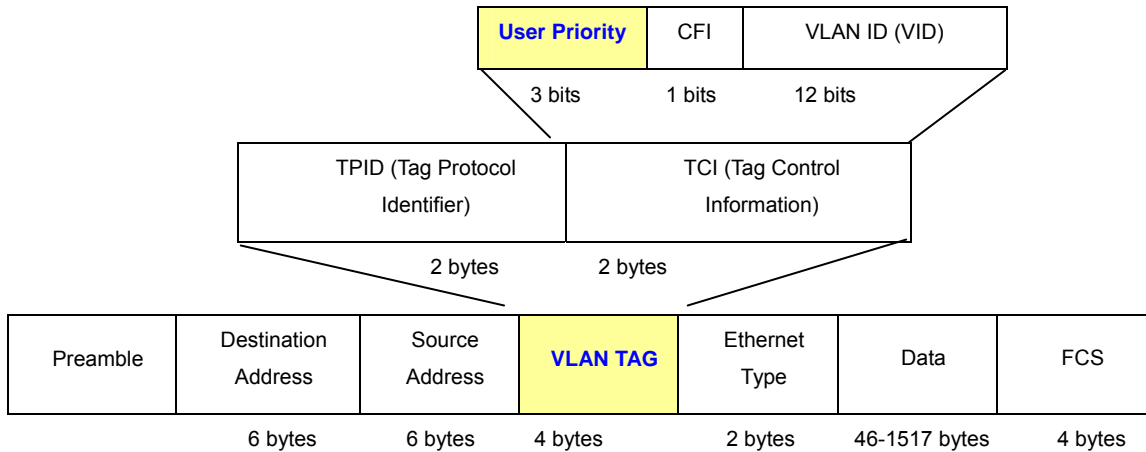 User Priority CFI VLAN ID (VID)
3 bits 1 bits 12 bits
TPID (Tag Protocol
Identifier)
TCI (Tag Control
Information)
2 bytes 2 bytes
Preamble
Destination
Address
Source
Address
VLAN TAG
Ethernet
Type
Data
FCS
6 bytes 6 bytes 4 bytes 2 bytes 46-1517 bytes 4 bytes